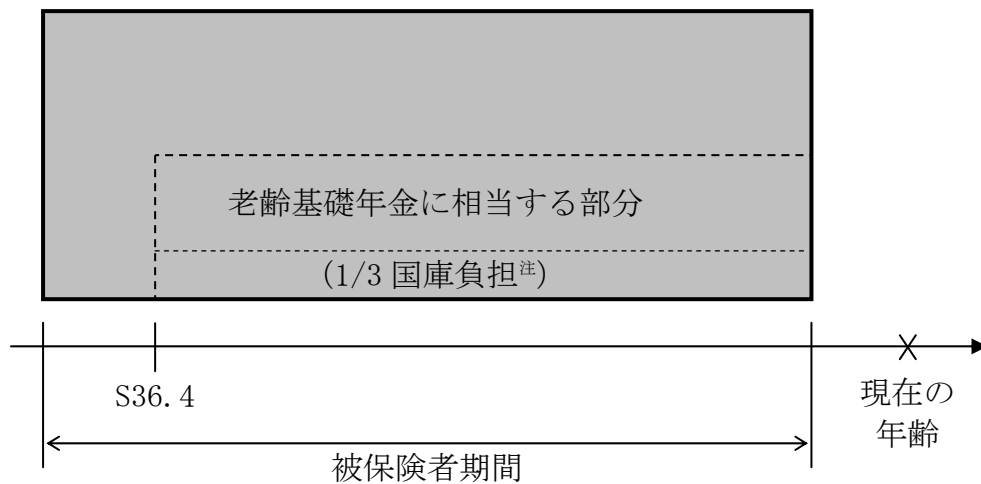 老齢基礎年金に相当する部分
(1/3 国庫負担注)
S36.4
現在の
年齢
被保険者期間